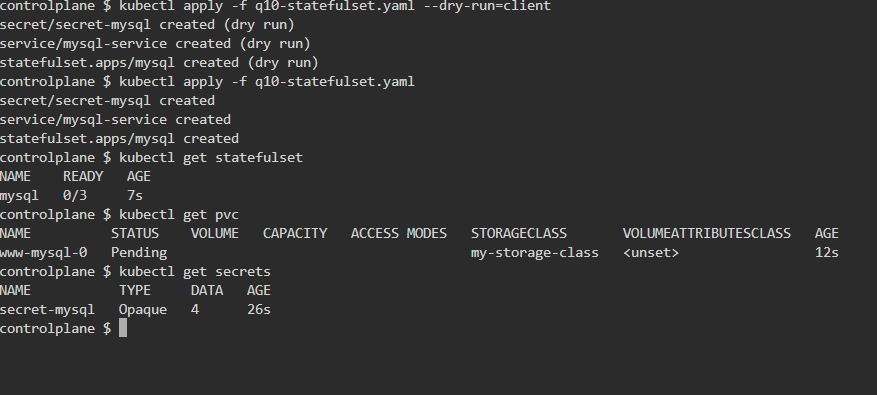 controlplane $ kubectl apply -f q10-statefulset.yaml --dry-run=client
secret/secret-mysql created (dry run)
service/mysql-service created (dry run)
statefulset.apps/mysql created (dry run)
controlplane $ kubectl apply -f q10-statefulset.yaml
secret/secret-mysql created
service/mysql-service created
statefulset.apps/mysql created
controlplane $ kubectl get statefulset
NAME    READY   AGE
mysql   0/3     7s
controlplane $ kubectl get pvc
NAME          STATUS    VOLUME   CAPACITY   ACCESS MODES   STORAGECLASS       VOLUMEATTRIBUTESCLASS   AGE
www-mysql-0   Pending                                      my-storage-class   <unset>                 12s
controlplane $ kubectl get secrets
NAME           TYPE     DATA   AGE
secret-mysql   Opaque   4      26s
controlplane $